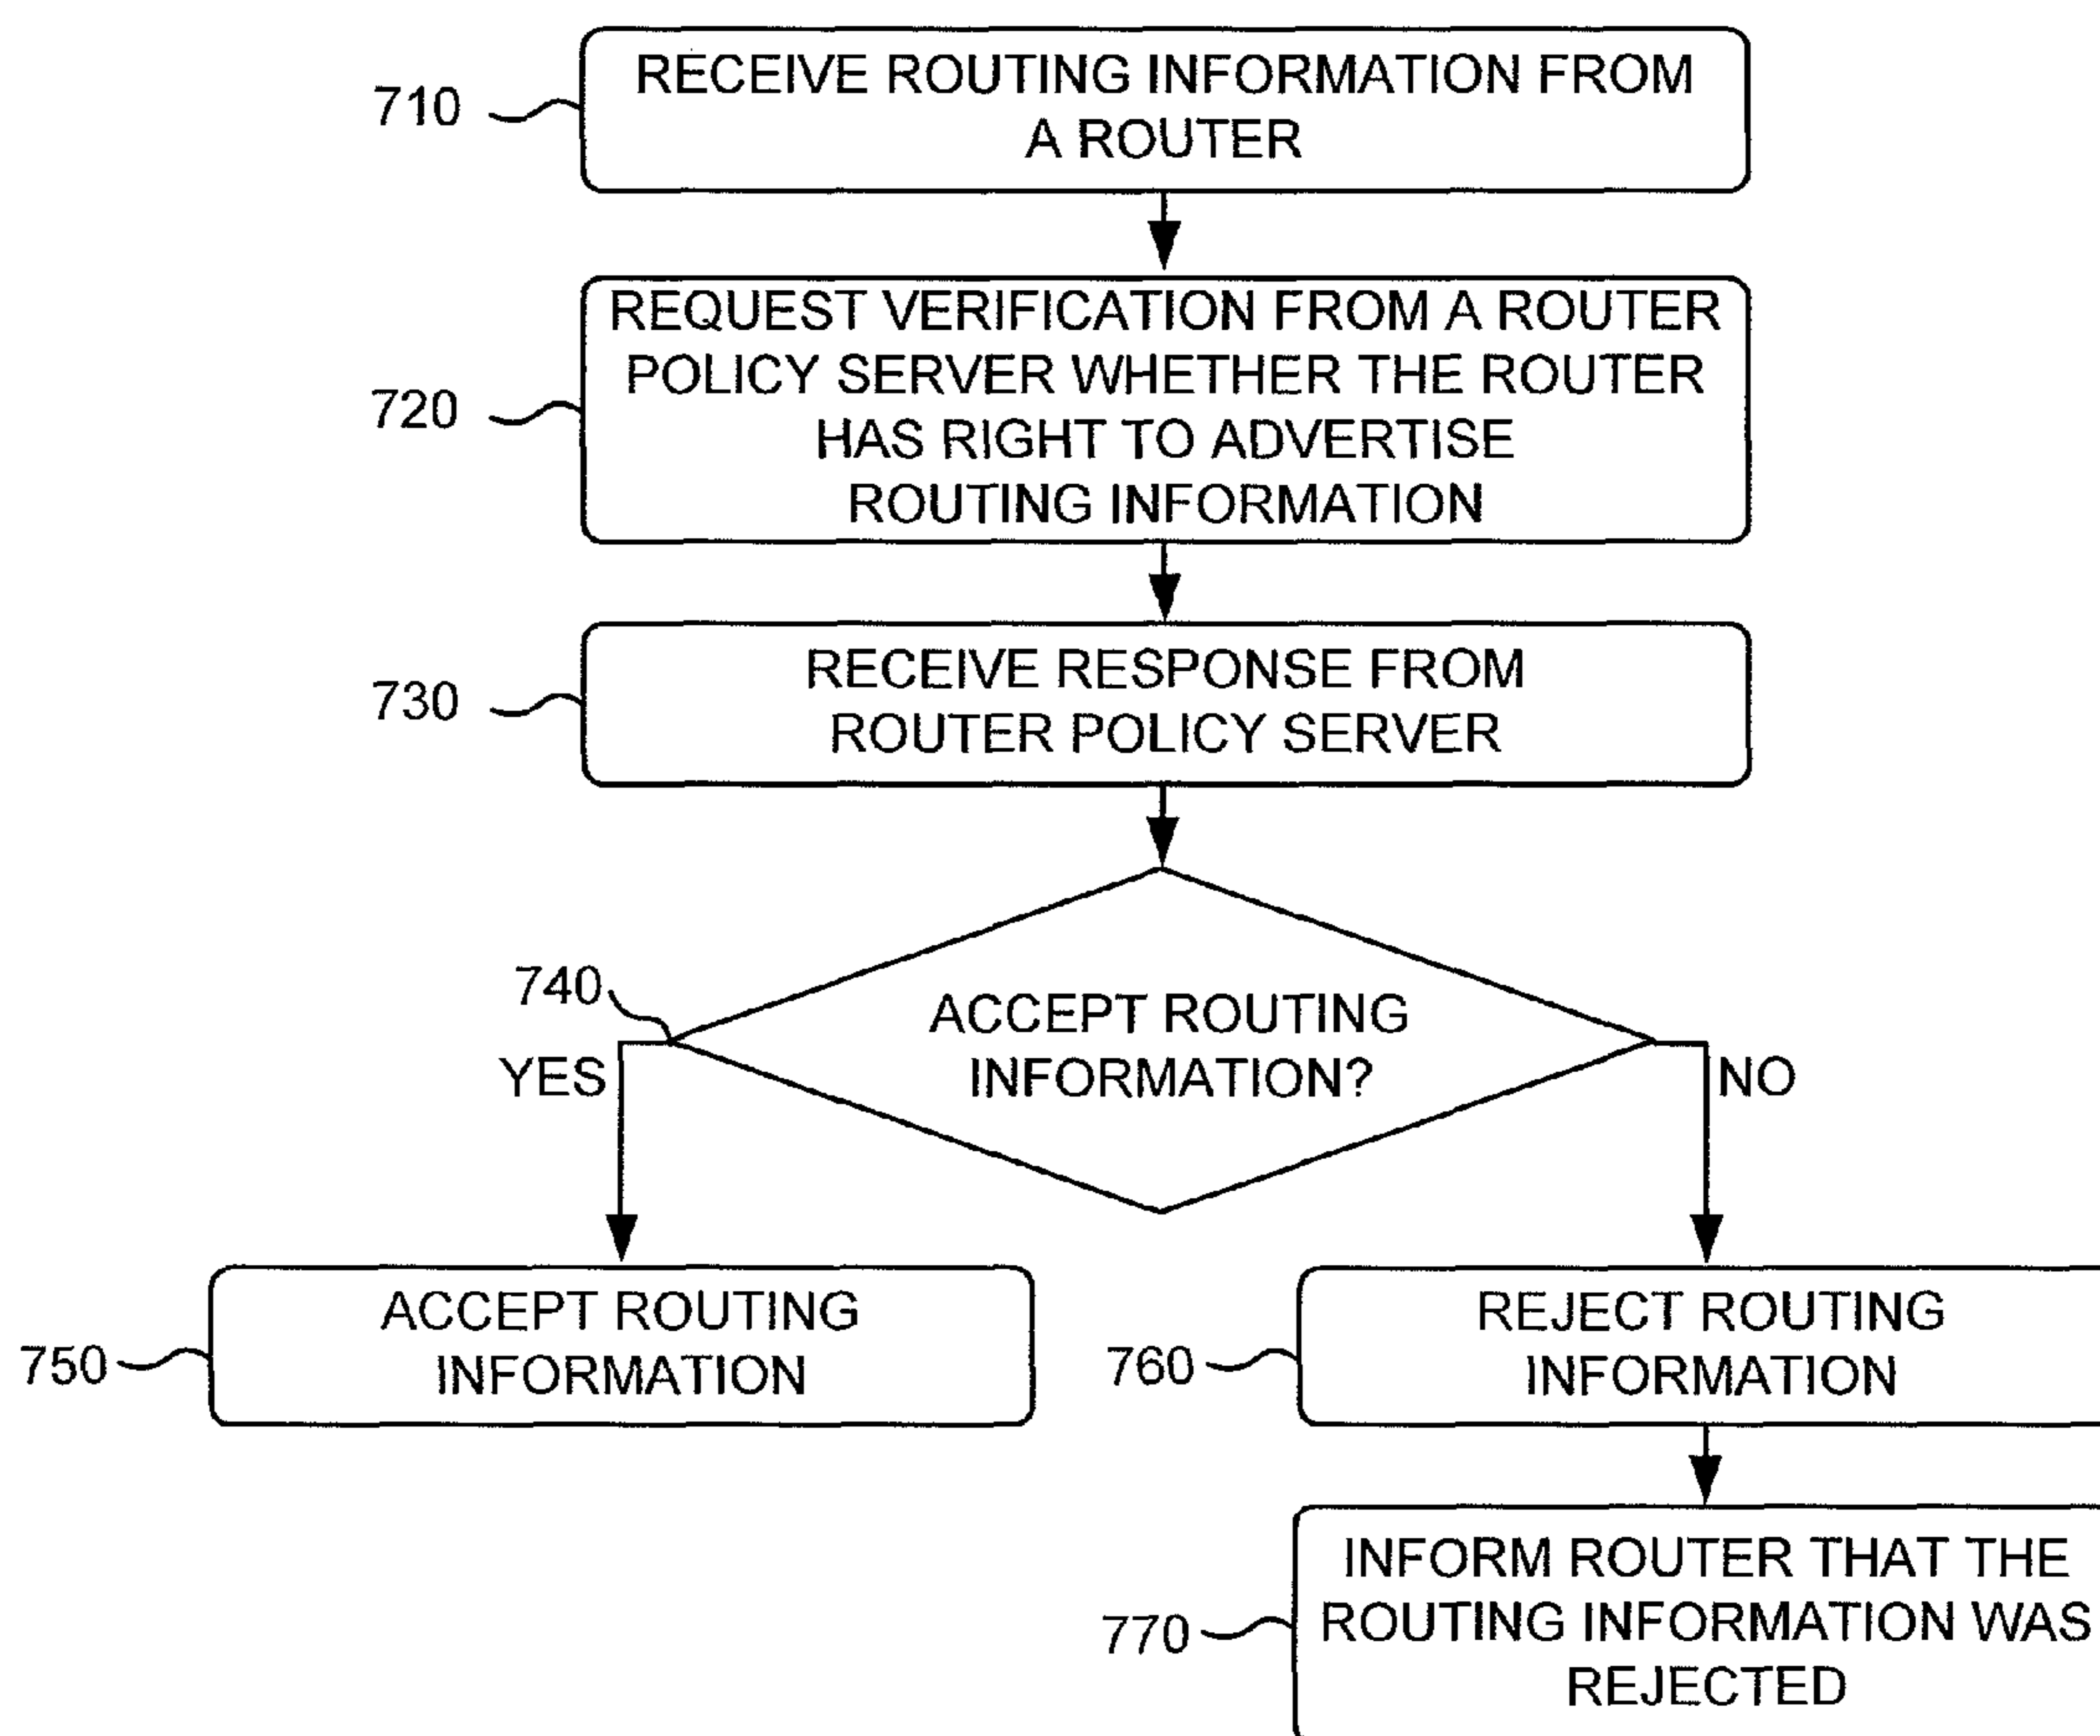 RECEIVE ROUTING INFORMATION FROM
A ROUTER
710
REQUEST VERIFICATION FROM A ROUTER
POLICY SERVER WHETHER THE ROUTER
HAS RIGHT TO ADVERTISE
ROUTING INFORMATION
720
RECEIVE RESPONSE FROM
ROUTER POLICY SERVER
730
740
ACCEPT ROUTING
INFORMATION?
YES
NO
ACCEPT ROUTING
INFORMATION
750
REJECT ROUTING
INFORMATION
760
INFORM ROUTER THAT THE
ROUTING INFORMATION WAS
REJECTED
770